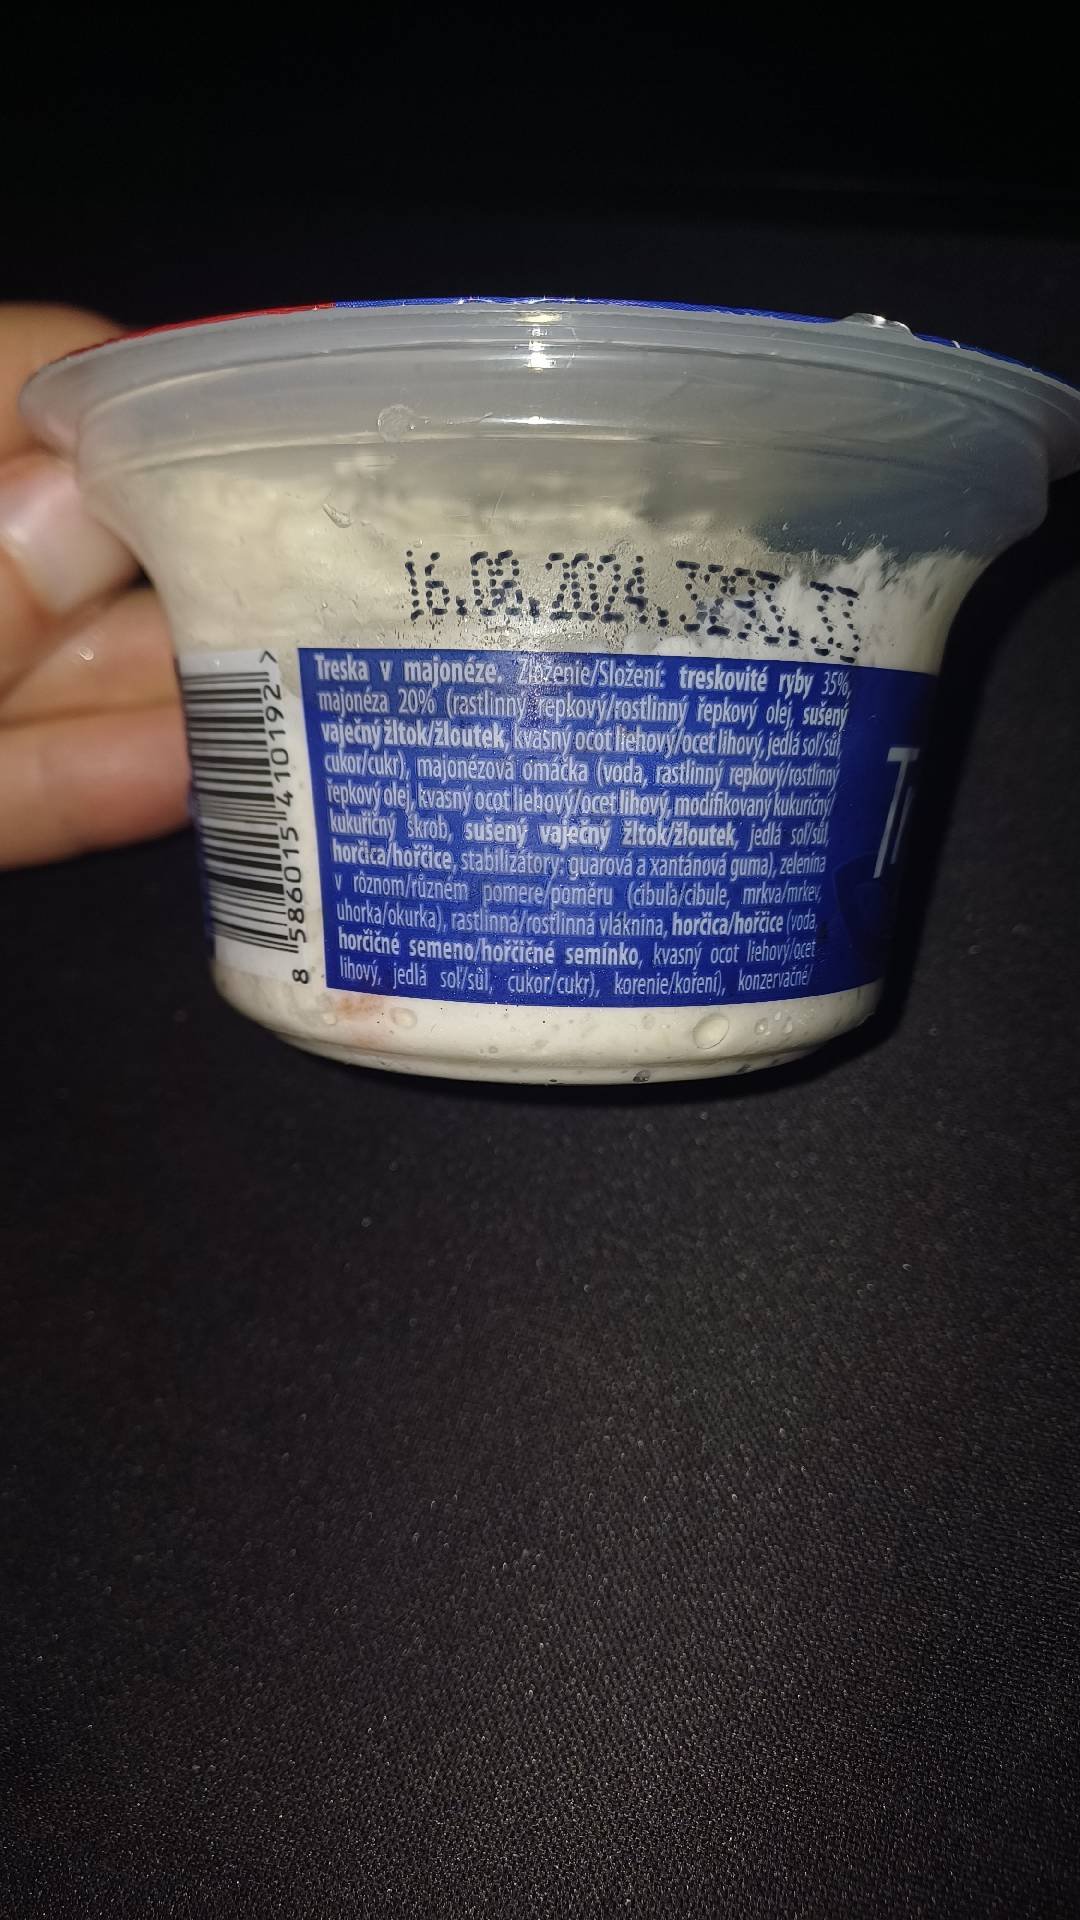 16.08.2024.
Treska v majonéze. Zloženie/Složení: treskovité ryby 35%,
majonéza 20% (rastlinný repkový/rostlinný řepkový olej, sušený
vaječný žĺtok/žloutek, kvasný ocot liehový/ocet lihový, jedlá soľ/sůl,
cukor/cukr), majonézová omáčka (voda, rastlinný repkový/rostlinný
řepkový olej, kvasný ocot liehový/ocet lihový, modifikovaný kukuričný/
kukuřičný škrob, sušený vaječný žĺtok/žloutek, jedlá soľ/sůl,
horčica/hořčice, stabilizátory: guarová a xantánová guma), zelenina
v rôznom/různém pomere/poměru (cibuľa/cibule, mrkva/mrkev,
uhorka/okurka), rastlinná/rostlinná vláknina, horčica/hořčice (voda,
horčičné semeno/hořčičné semínko, kvasný ocot liehový/ocet
lihový, jedlá soľ/sůl, cukor/cukr), korenie/koření), konzervačné/
8 586015 410192 >